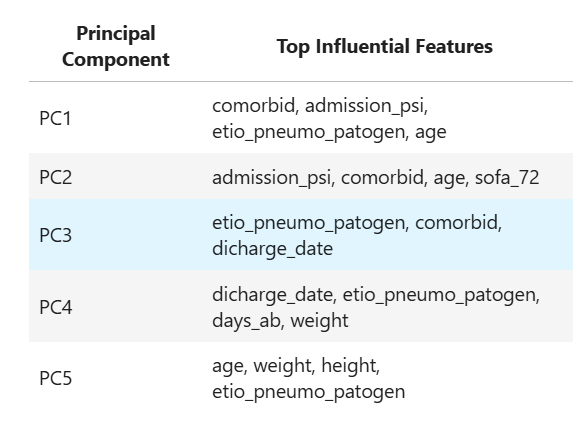 Principal
Component
Top Influential Features
PC1
comorbid, admission_psi,
etio_pneumo_patogen, age
PC2
admission_psi, comorbid, age, sofa_72
PC3
etio_pneumo_patogen, comorbid,
dicharge_date
PC4
dicharge_date, etio_pneumo_patogen,
days_ab, weight
PC5
age, weight, height,
etio_pneumo_patogen